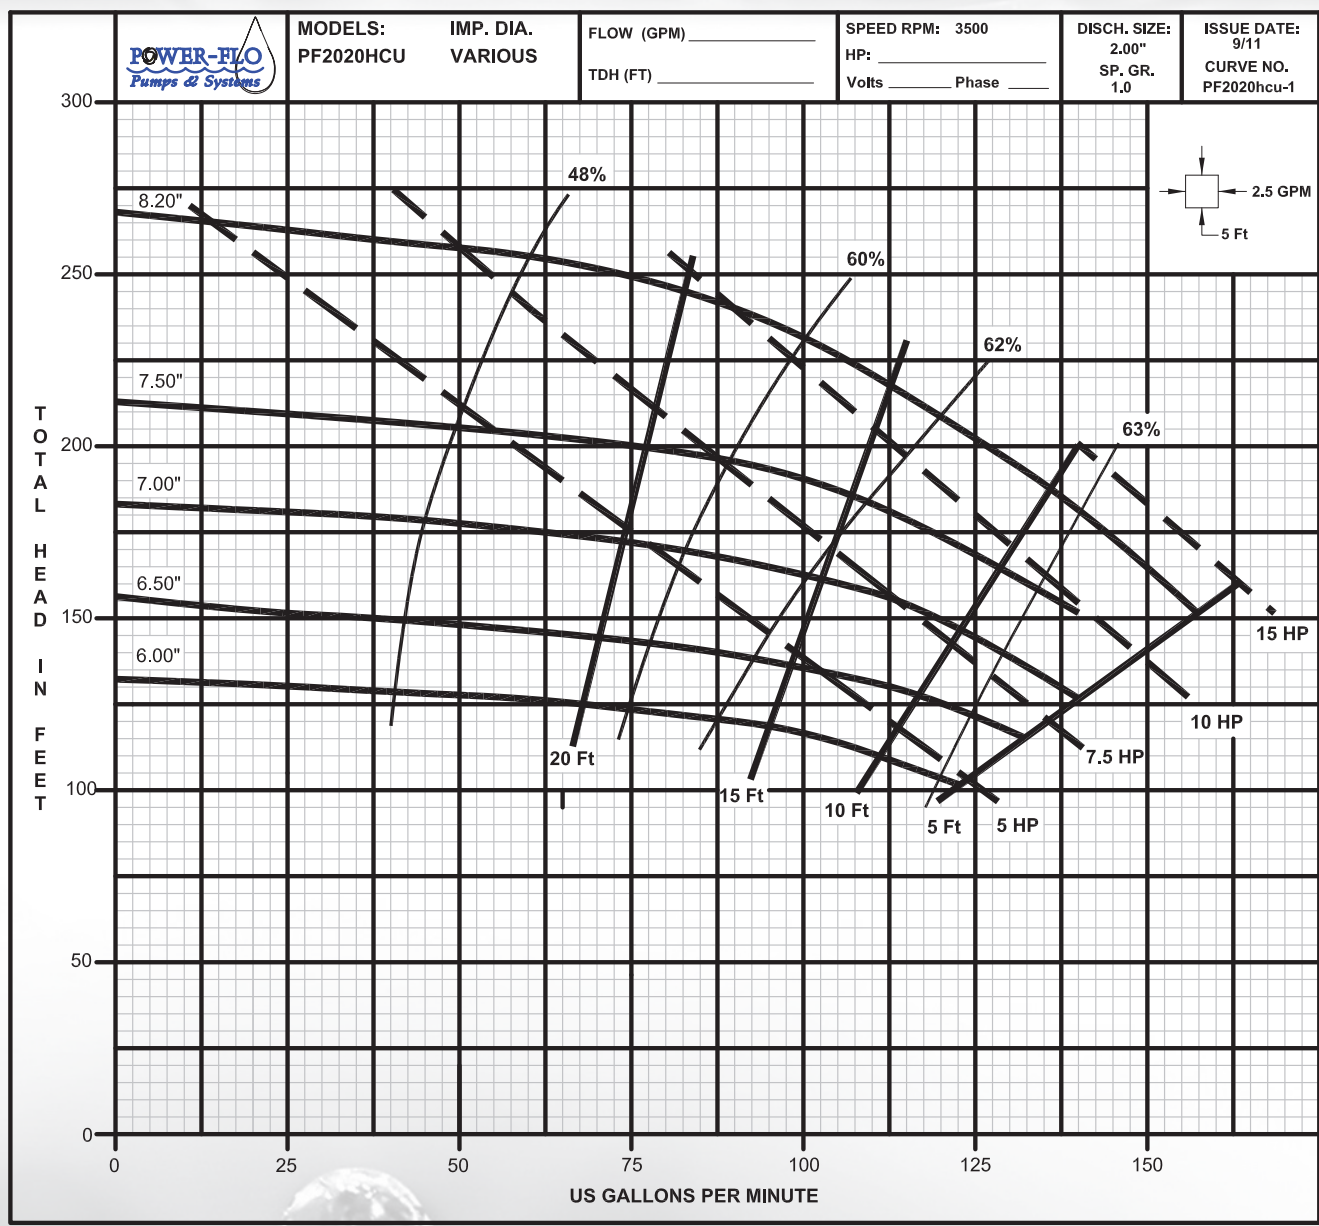 POWER-FLO
Pumps & Systems
MODELS: IMP. DIA.
PF2020HCU VARIOUS
FLOW (GPM)
TDH (FT)
SPEED RPM: 3500
HP:
Volts Phase
DISCH. SIZE:
2.00"
SP. GR.
1.0
ISSUE DATE:
9/11
CURVE NO.
PF2020hcu-1
2.5 GPM
5 Ft
300
250
200
150
100
50
0
TOTAL HEAD IN FEET
8.20"
7.50"
7.00"
6.50"
6.00"
48%
60%
62%
63%
20 Ft
15 Ft
10 Ft
5 Ft
5 HP
7.5 HP
10 HP
15 HP
0 25 50 75 100 125 150
US GALLONS PER MINUTE